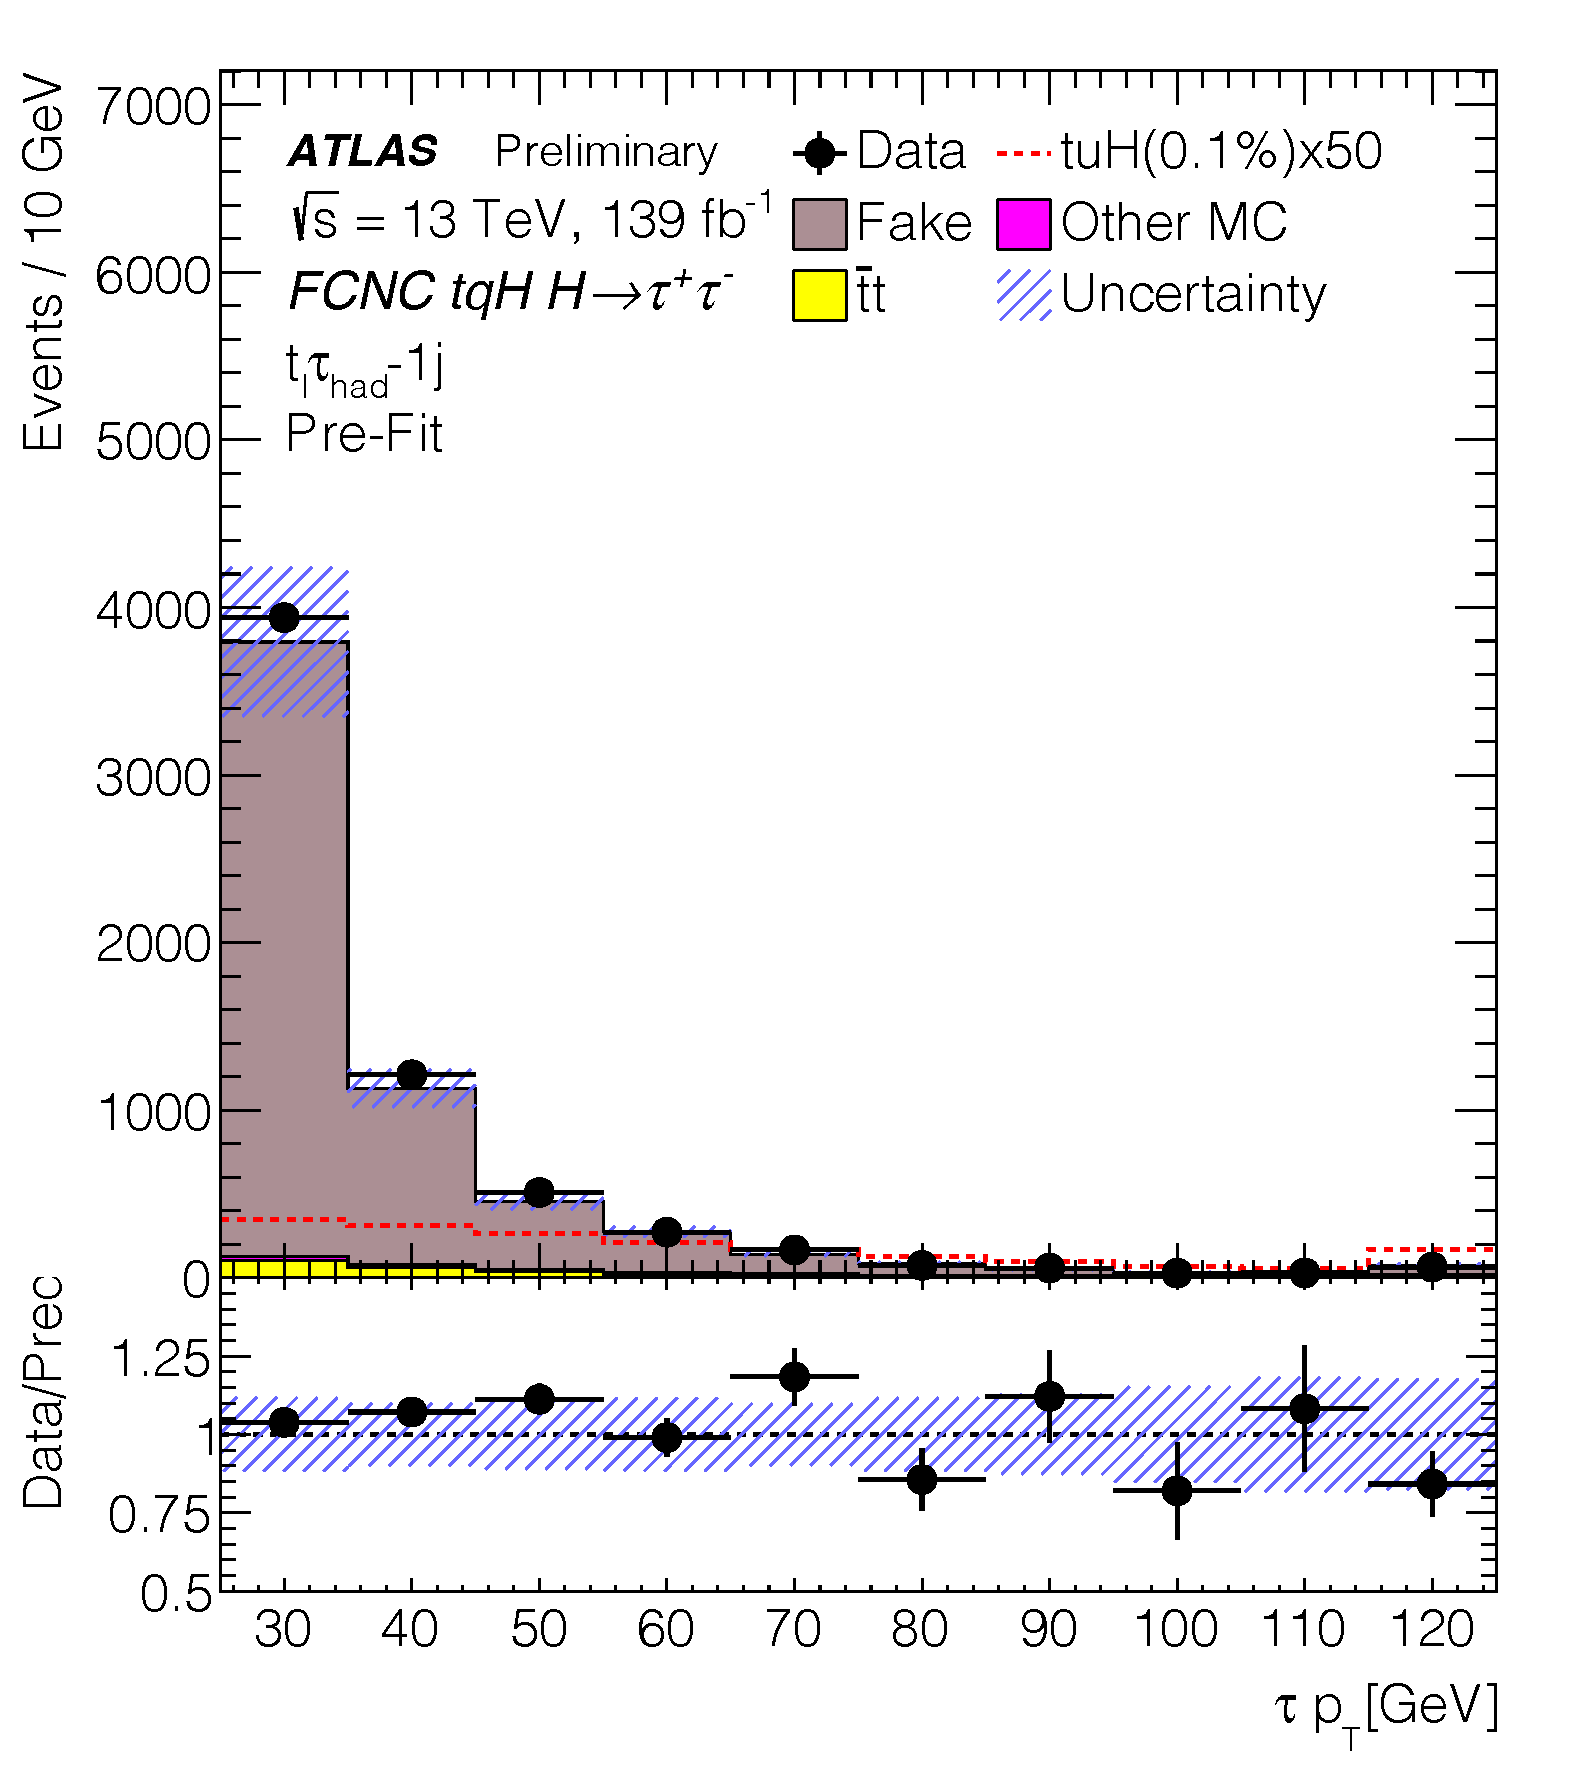 Events / 10 GeV
7000
6000
5000
4000
3000
2000
1000
0
ATLAS Preliminary
√s = 13 TeV, 139 fb⁻¹
FCNC tqH H→τ⁺τ⁻
tₗτ_had-1j
Pre-Fit
Data
tuH(0.1%)x50
Fake
Other MC
t̄t
Uncertainty
Data/Prec
1.25
1
0.75
0.5
30 40 50 60 70 80 90 100 110 120
τ p_T[GeV]